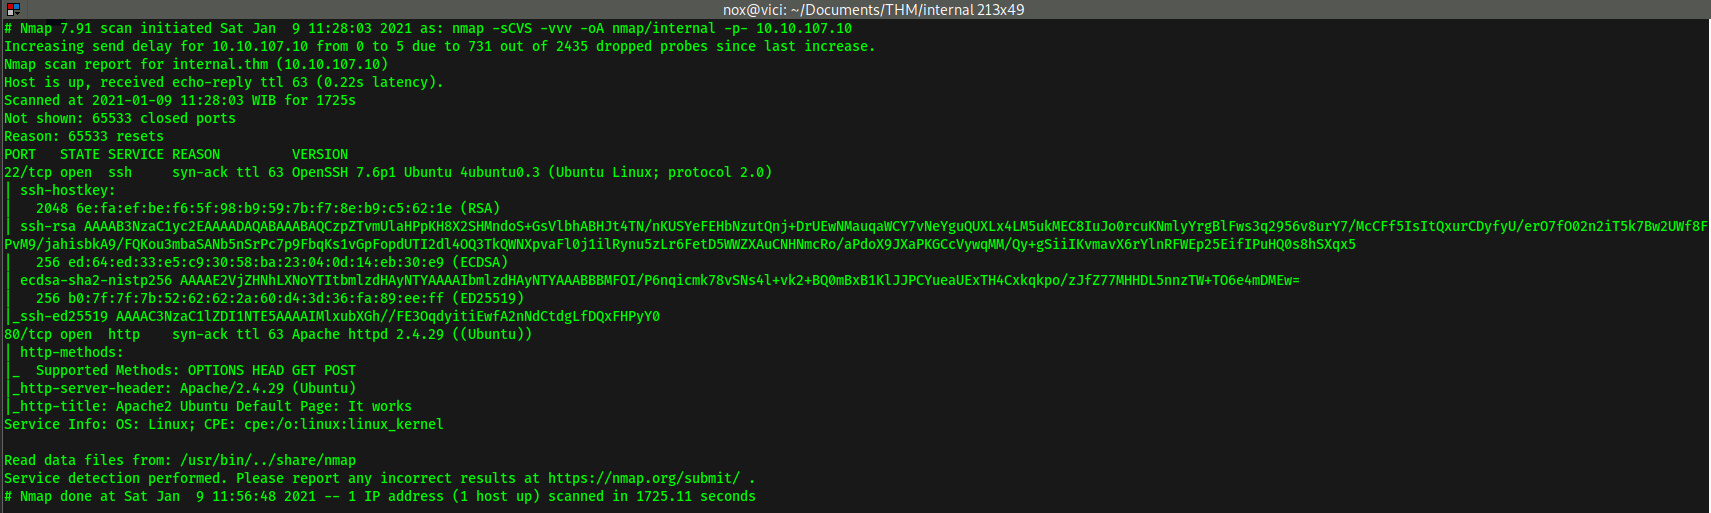 nox@vici: ~/Documents/THM/internal 213x49
# Nmap 7.91 scan initiated Sat Jan  9 11:28:03 2021 as: nmap -sCVS -vvv -oA nmap/internal -p- 10.10.107.10
Increasing send delay for 10.10.107.10 from 0 to 5 due to 731 out of 2435 dropped probes since last increase.
Nmap scan report for internal.thm (10.10.107.10)
Host is up, received echo-reply ttl 63 (0.22s latency).
Scanned at 2021-01-09 11:28:03 WIB for 1725s
Not shown: 65533 closed ports
Reason: 65533 resets
PORT   STATE SERVICE REASON         VERSION
22/tcp open  ssh     syn-ack ttl 63 OpenSSH 7.6p1 Ubuntu 4ubuntu0.3 (Ubuntu Linux; protocol 2.0)
| ssh-hostkey:
|   2048 6e:fa:ef:be:f6:5f:98:b9:59:7b:f7:8e:b9:c5:62:1e (RSA)
| ssh-rsa AAAAB3NzaC1yc2EAAAADAQABAAABAQCzpZTvmUlaHPpKH8X2SHMndoS+GsVlbhABHJt4TN/nKUSYeFEHbNzutQnj+DrUEwNMauqaWCY7vNeYguQUXLx4LM5ukMEC8IuJo0rcuKNmlyYrgBlFws3q2956v8urY7/McCFf5IsItQxurCDyfyU/erO7fO02n2iT5k7Bw2UWf8F
PvM9/jahisbkA9/FQKou3mbaSANb5nSrPc7p9FbqKs1vGpFopdUTI2dl4OQ3TkQWNXpvaFl0j1ilRynu5zLr6FetD5WWZXAuCNHNmcRo/aPdoX9JXaPKGCcVywqMM/Qy+gSiiIKvmavX6rYlnRFWEp25EifIPuHQ0s8hSXqx5
|   256 ed:64:ed:33:e5:c9:30:58:ba:23:04:0d:14:eb:30:e9 (ECDSA)
| ecdsa-sha2-nistp256 AAAAE2VjZHNhLXNoYTItbmlzdHAyNTYAAAAIbmlzdHAyNTYAAABBBMFOI/P6nqicmk78vSNs4l+vk2+BQ0mBxB1KlJJPCYueaUExTH4Cxkqkpo/zJfZ77MHHDL5nnzTW+TO6e4mDMEw=
|   256 b0:7f:7f:7b:52:62:62:2a:60:d4:3d:36:fa:89:ee:ff (ED25519)
|_ssh-ed25519 AAAAC3NzaC1lZDI1NTE5AAAAIMlxubXGh//FE3OqdyitiEwfA2nNdCtdgLfDQxFHPyY0
80/tcp open  http    syn-ack ttl 63 Apache httpd 2.4.29 ((Ubuntu))
| http-methods:
|_  Supported Methods: OPTIONS HEAD GET POST
|_http-server-header: Apache/2.4.29 (Ubuntu)
|_http-title: Apache2 Ubuntu Default Page: It works
Service Info: OS: Linux; CPE: cpe:/o:linux:linux_kernel
Read data files from: /usr/bin/../share/nmap
Service detection performed. Please report any incorrect results at https://nmap.org/submit/ .
# Nmap done at Sat Jan  9 11:56:48 2021 -- 1 IP address (1 host up) scanned in 1725.11 seconds